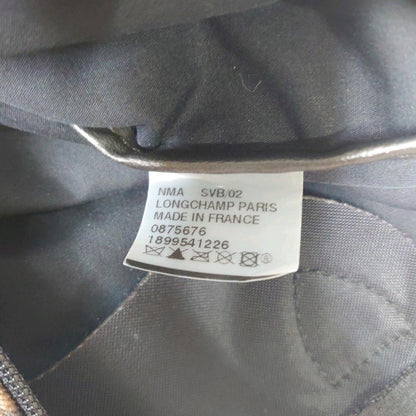 NMA SVB/02
LONGCHAMP PARIS
MADE IN FRANCE
0875676
1899541226